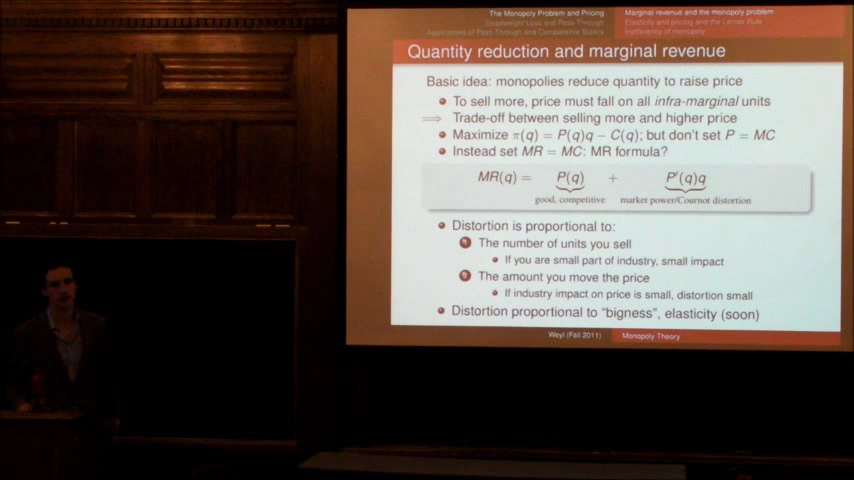 The Monopoly Problem and Pricing
Deadweight Loss and Pass-Through
Applications of Pass-Through and Comparative Statics
Marginal revenue and the monopoly problem
Elasticity and pricing and the Lerner Rule
Inefficiency of monopoly
Quantity reduction and marginal revenue
Basic idea: monopolies reduce quantity to raise price
To sell more, price must fall on all infra-marginal units
⟹ Trade-off between selling more and higher price
Maximize π(q) = P(q)q − C(q); but don't set P = MC
Instead set MR = MC: MR formula?
MR(q) = P(q) + P′(q)q
good, competitive market power/Cournot distortion
Distortion is proportional to:
1 The number of units you sell
If you are small part of industry, small impact
2 The amount you move the price
If industry impact on price is small, distortion small
Distortion proportional to "bigness", elasticity (soon)
Weyl (Fall 2011) Monopoly Theory